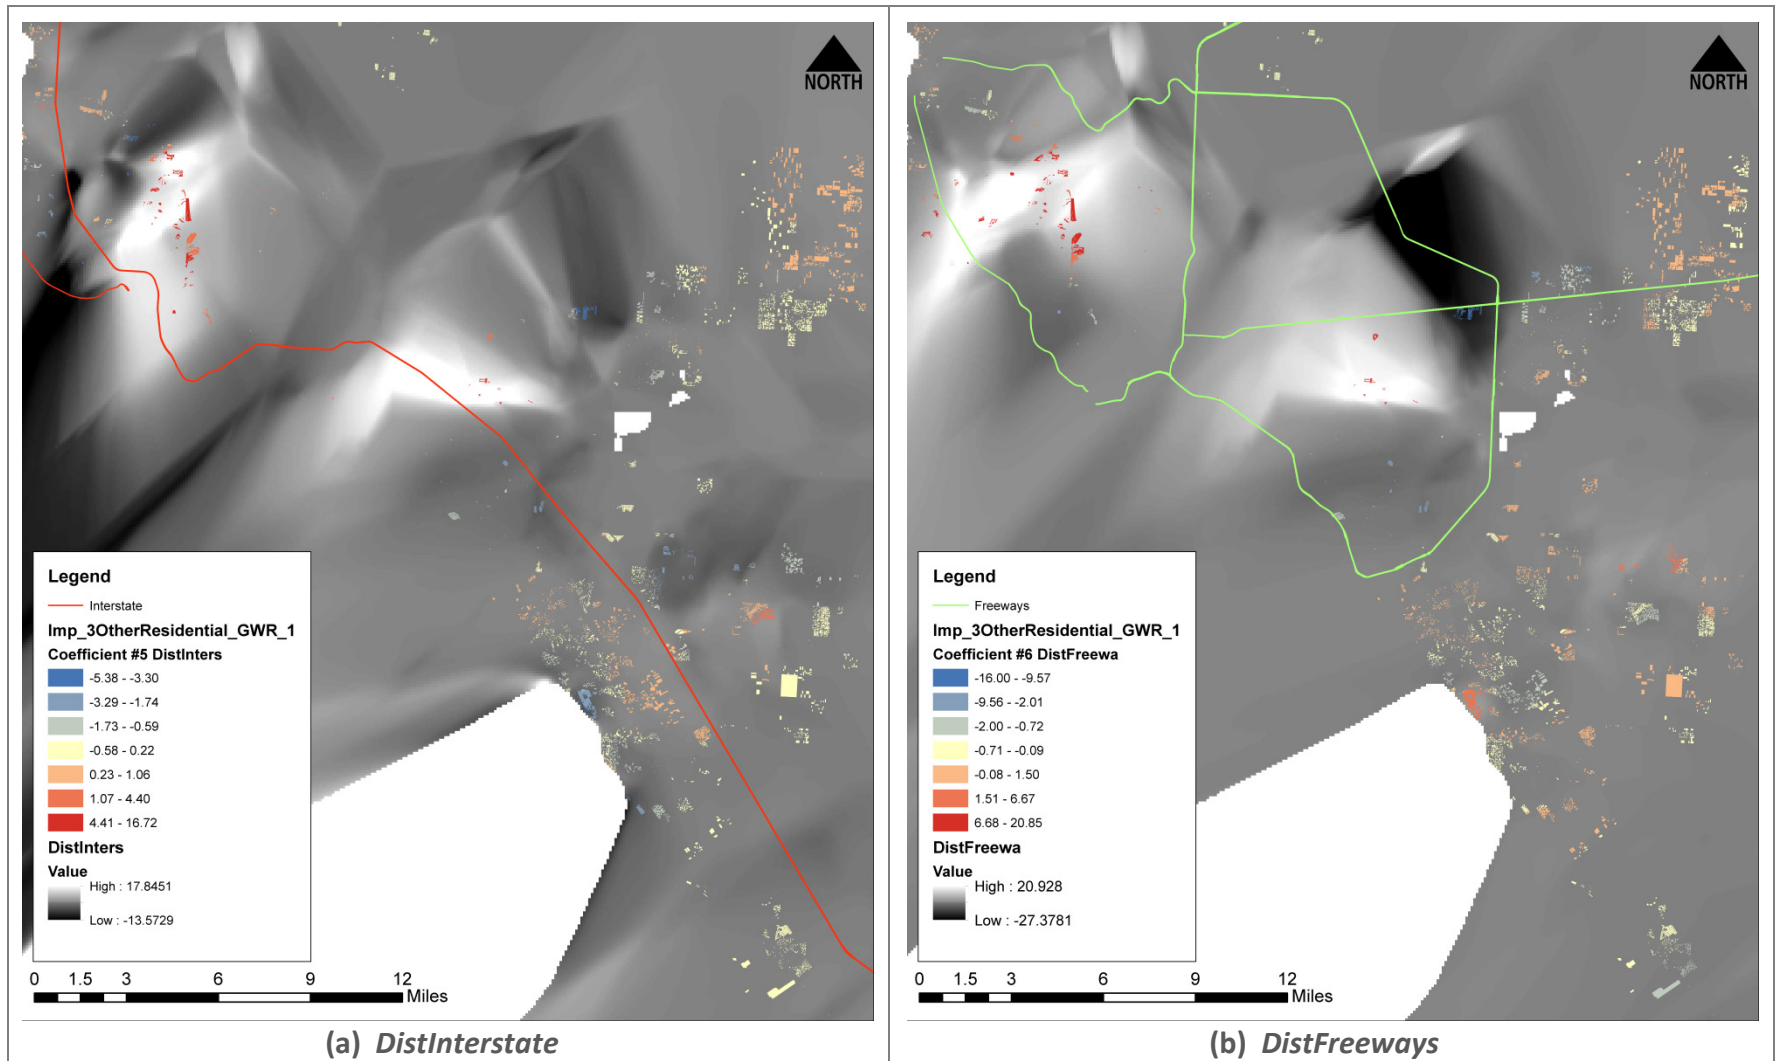 NORTH
Legend
Interstate
Imp_3OtherResidential_GWR_1
Coefficient #5 DistInters
-5.38 - -3.30
-3.29 - -1.74
-1.73 - -0.59
-0.58 - 0.22
0.23 - 1.06
1.07 - 4.40
4.41 - 16.72
DistInters
Value
High : 17.8451
Low : -13.5729
0 1.5 3 6 9 12
Miles
(a) DistInterstate
NORTH
Legend
Freeways
Imp_3OtherResidential_GWR_1
Coefficient #6 DistFreewa
-16.00 - -9.57
-9.56 - -2.01
-2.00 - -0.72
-0.71 - -0.09
-0.08 - 1.50
1.51 - 6.67
6.68 - 20.85
DistFreewa
Value
High : 20.928
Low : -27.3781
0 1.5 3 6 9 12
Miles
(b) DistFreeways